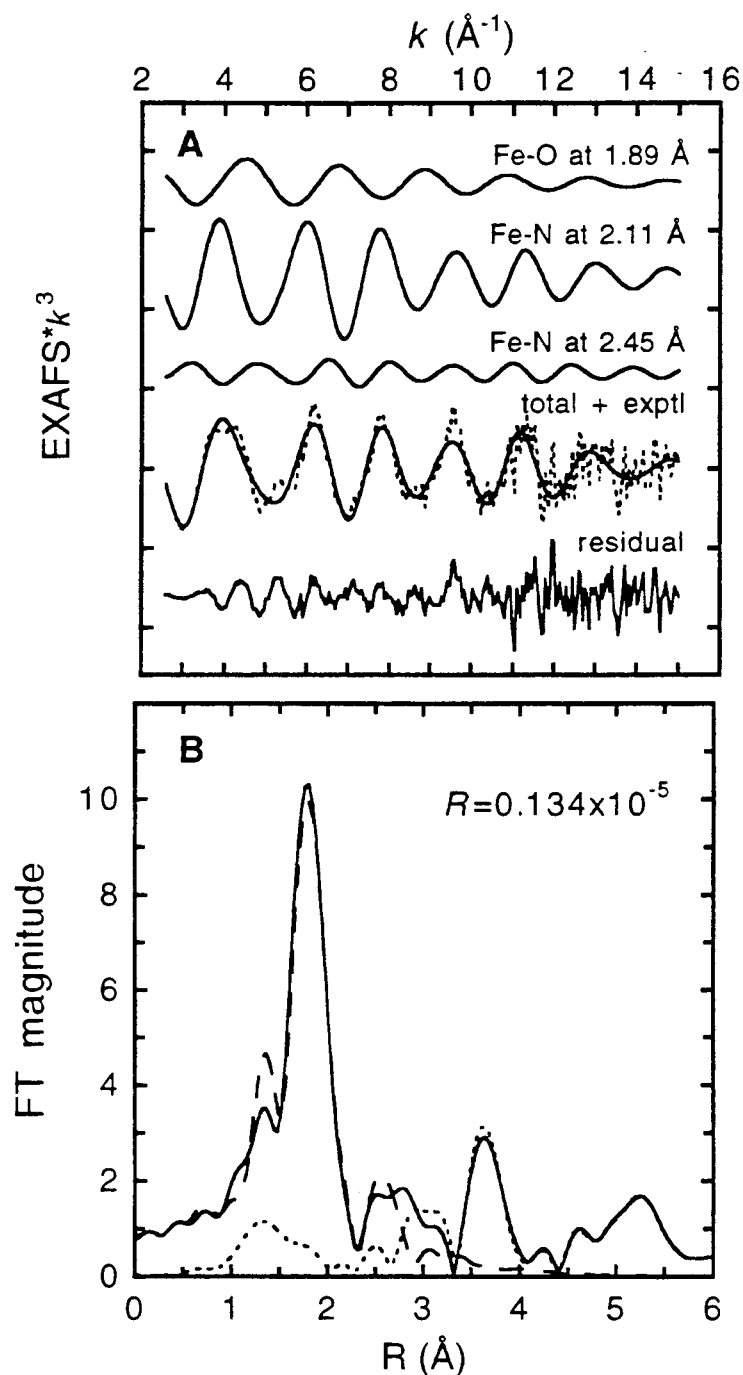 k (Å⁻¹)
2 4 6 8 10 12 14 16
A
Fe-O at 1.89 Å
Fe-N at 2.11 Å
Fe-N at 2.45 Å
total + exptl
residual
EXAFS*k³
B
R=0.134x10⁻⁵
10
8
6
4
2
0
FT magnitude
0 1 2 3 4 5 6
R (Å)